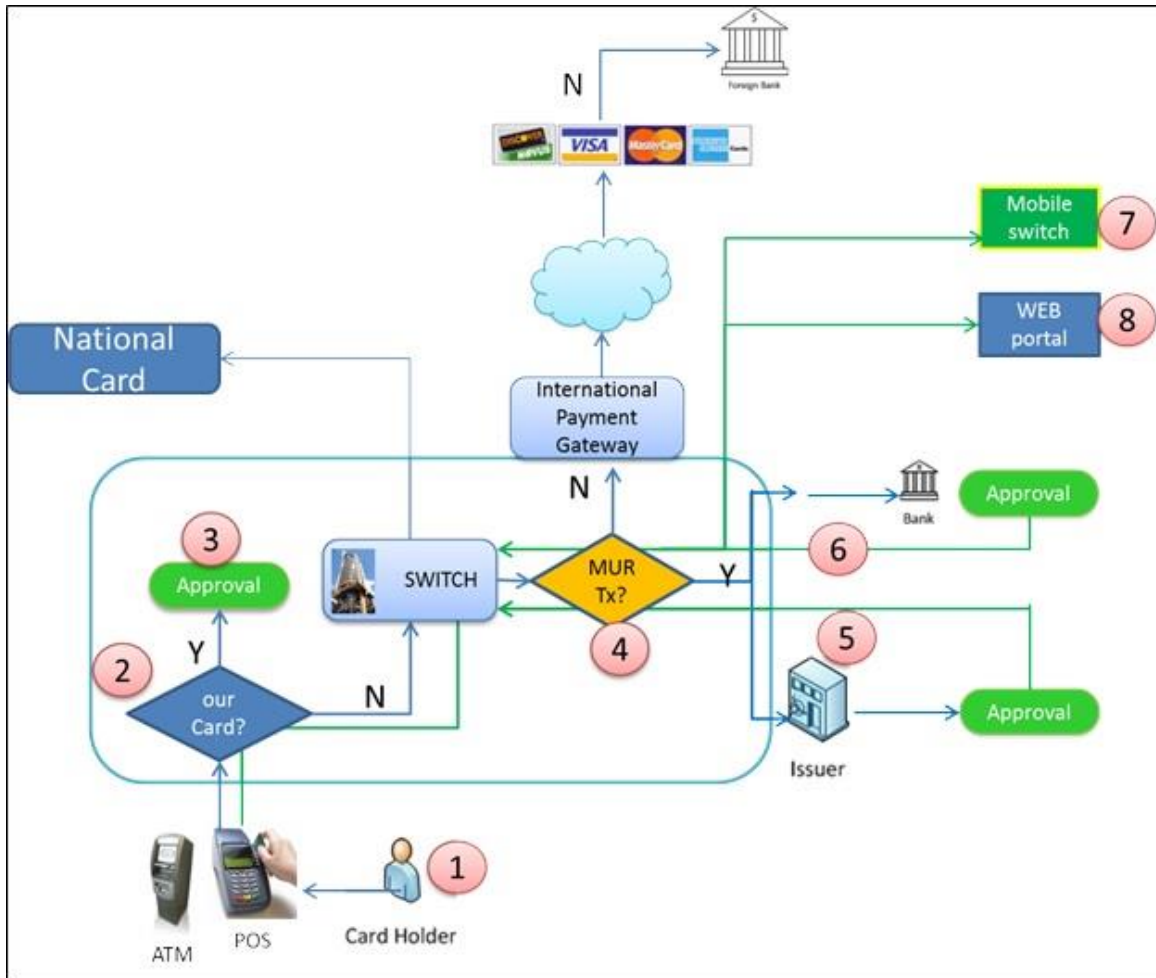 $
Foreign Bank
N
DISCOVER
VISA
MasterCard
Mobile
switch
7
WEB
portal
8
National
Card
International
Payment
Gateway
N
Bank
Approval
3
Approval
SWITCH
MUR
Tx?
Y
6
4
5
2
Y
our
Card?
N
Approval
Issuer
1
ATM
POS
Card Holder